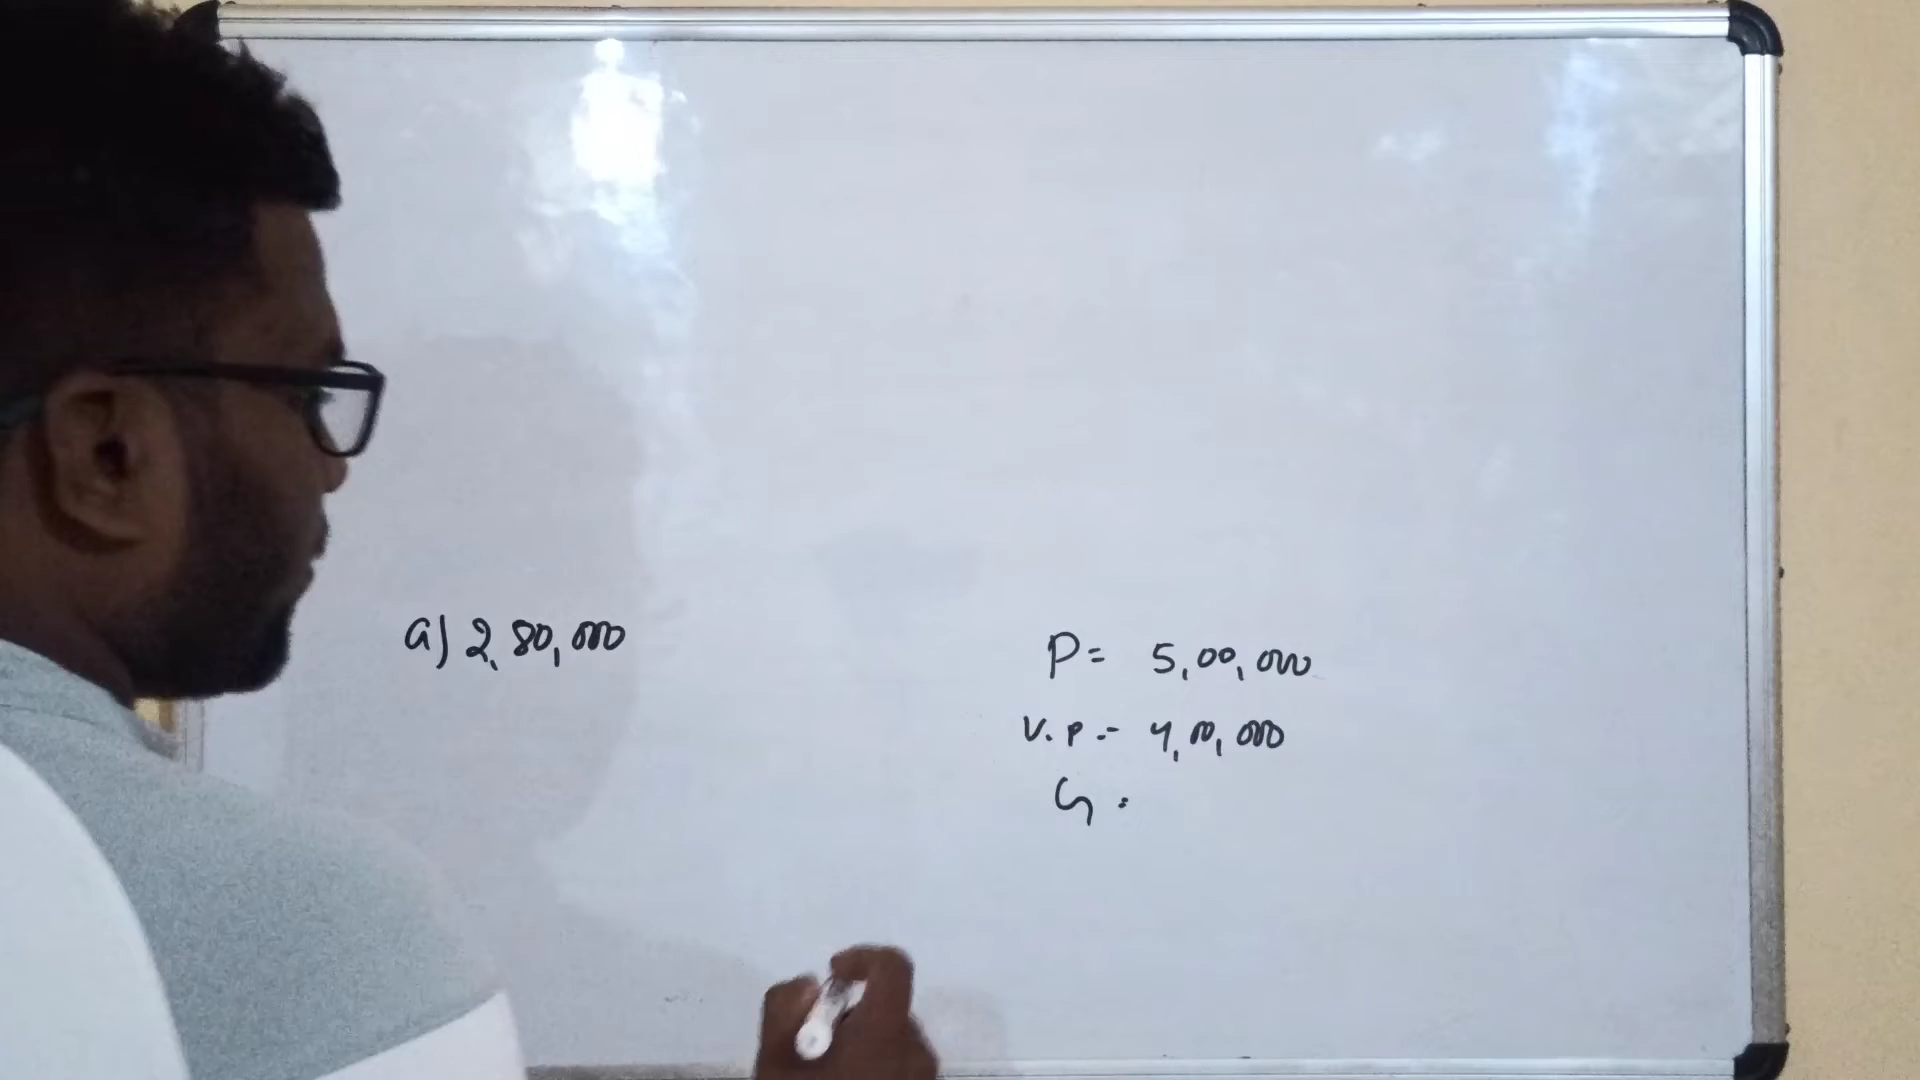 a) 2,80,000
P = 5,00,000
V.P = 4,00,000
G =